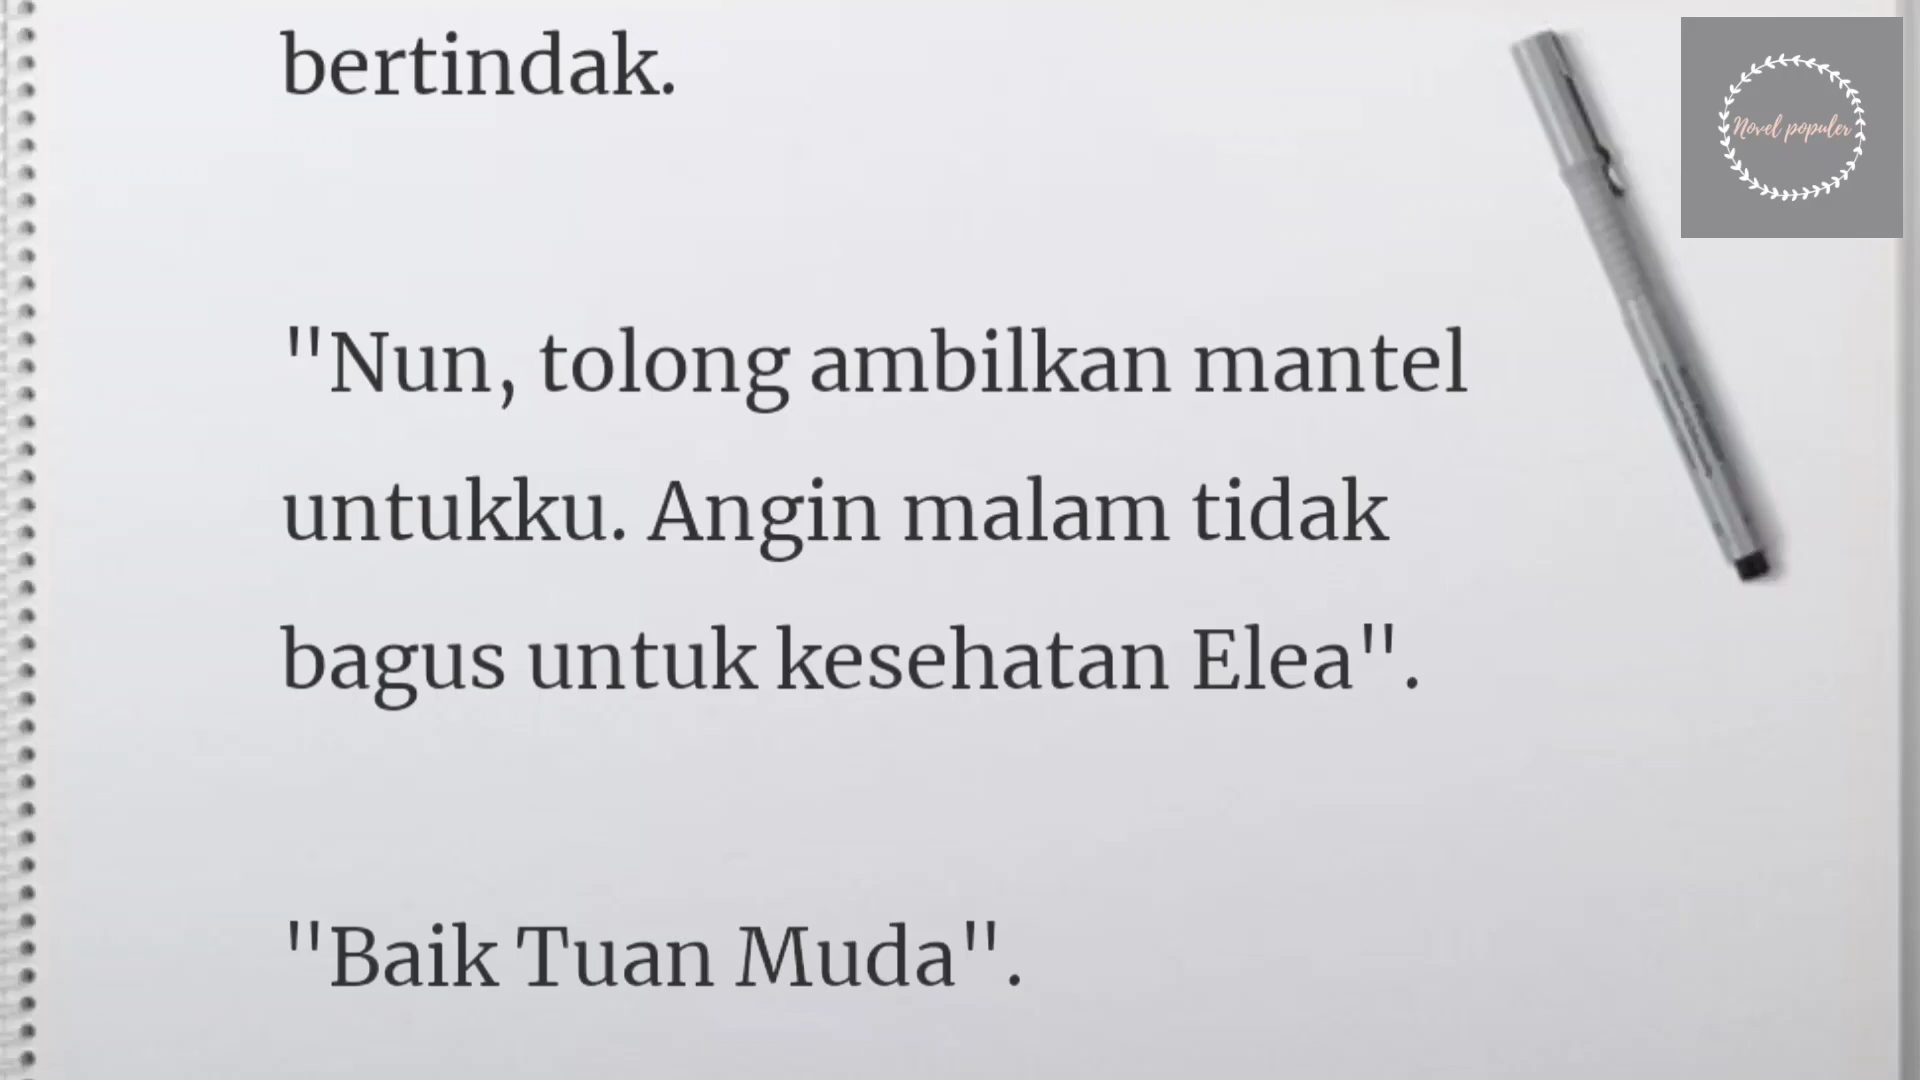 bertindak.
Novel populer
"Nun, tolong ambilkan mantel
untukku. Angin malam tidak
bagus untuk kesehatan Elea".
"Baik Tuan Muda".